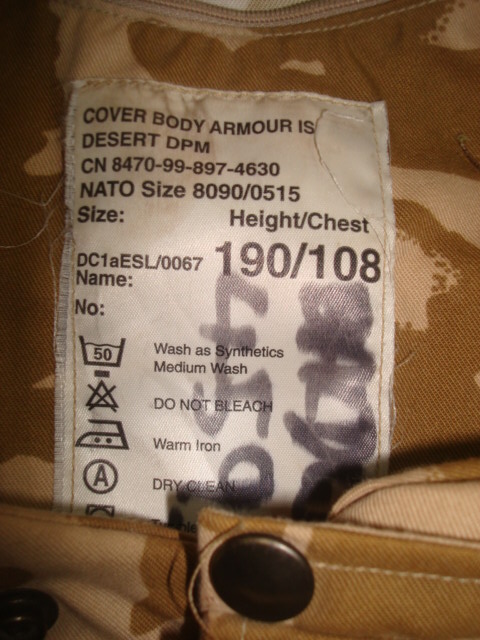 COVER BODY ARMOUR IS
DESERT DPM
CN 8470-99-897-4630
NATO Size 8090/0515
Size: Height/Chest
DC1aESL/0067 190/108
Name:
No:
50 Wash as Synthetics
Medium Wash
DO NOT BLEACH
Warm Iron
A DRY CLEAN